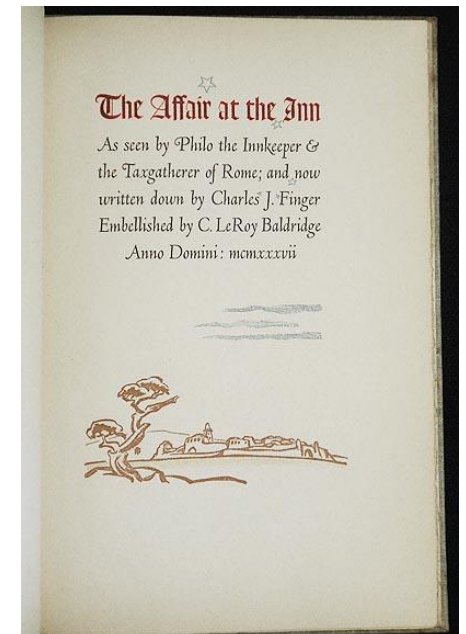 The Affair at the Inn
As seen by Philo the Innkeeper &
the Taxgatherer of Rome; and now
written down by Charles J. Finger
Embellished by C. LeRoy Baldridge
Anno Domini: mcmxxxvii